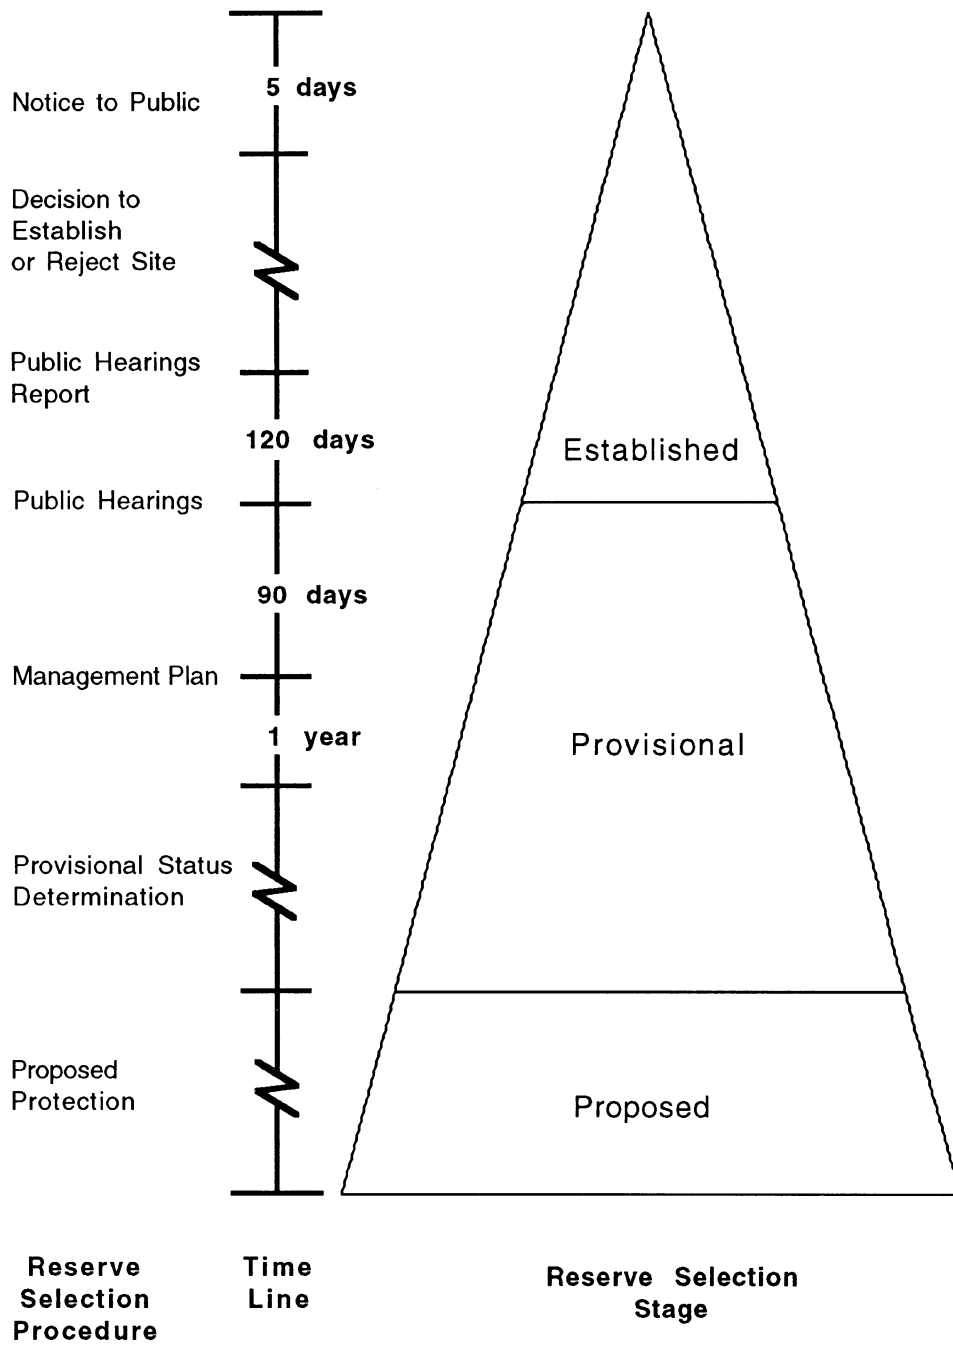 5 days
Notice to Public
Decision to
Establish
or Reject Site
Public Hearings
Report
120 days
Established
Public Hearings
90 days
Management Plan
1 year
Provisional
Provisional Status
Determination
Proposed
Protection
Proposed
Reserve
Selection
Procedure
Time
Line
Reserve Selection
Stage